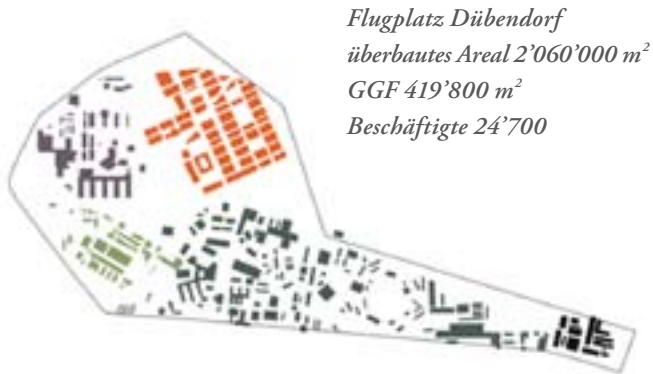 Flugplatz Dübendorf
überbautes Areal 2’060’000 m²
GGF 419’800 m²
Beschäftigte 24’700